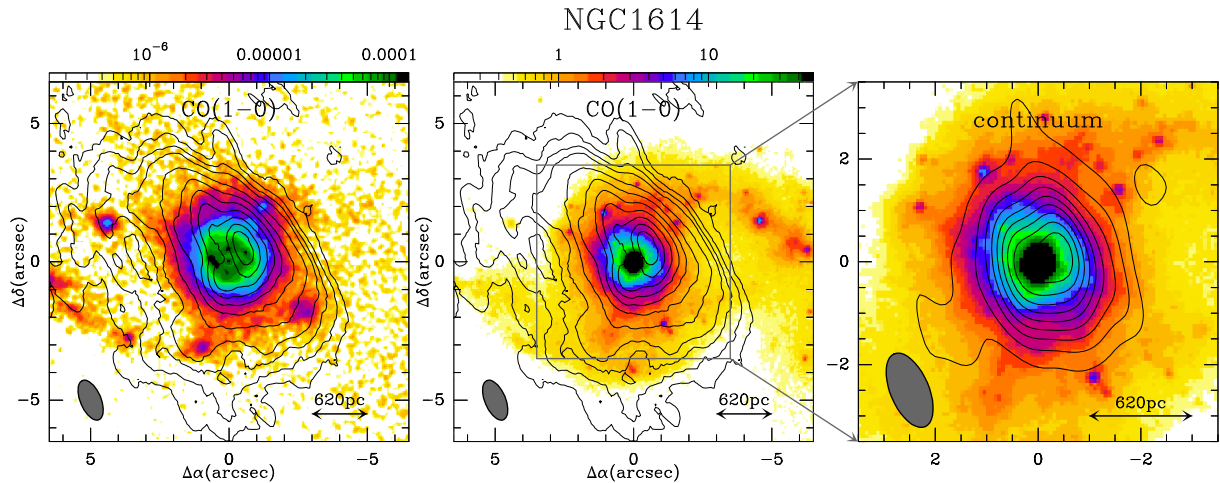 NGC1614
10⁻⁶ 0.00001 0.0001
1 10
CO(1−0)
CO(1−0)
continuum
5
0
−5
5
0
−5
2
0
−2
Δδ(arcsec)
Δδ(arcsec)
620pc
620pc
620pc
5 0 −5
5 0 −5
2 0 −2
Δα(arcsec)
Δα(arcsec)